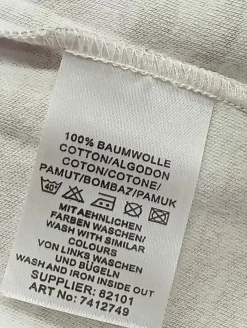 100% BAUMWOLLE
COTTON/ALGODON
COTON/COTONE/
PAMUT/BOMBAZ/PAMUK
40°
MIT AEHNLICHEN
FARBEN WASCHEN/
WASH WITH SIMILAR
COLOURS
VON LINKS WASCHEN
UND BÜGELN
WASH AND IRON INSIDE OUT
SUPPLIER: 82101
ART No: 7412749